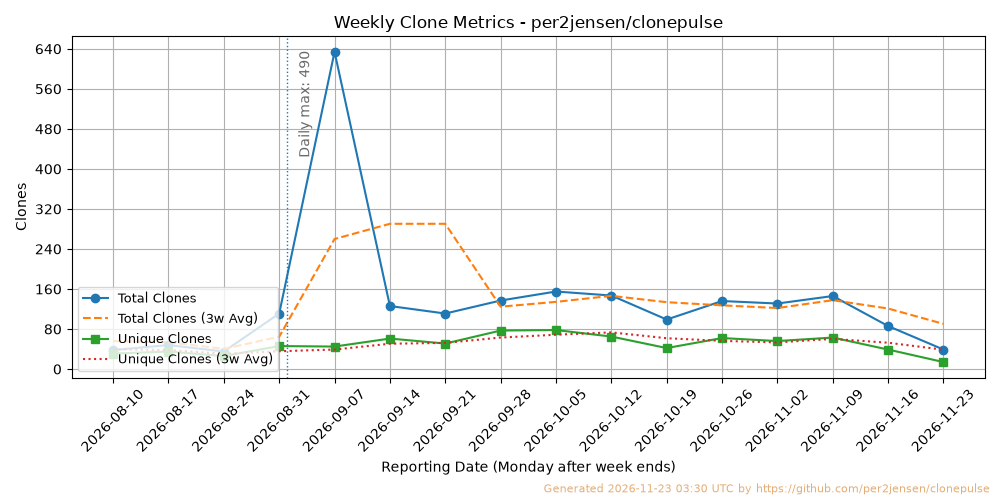 Weekly Clone Metrics - per2jensen/clonepulse
640
560
480
400
320
240
160
80
0
Clones
Daily max: 490
Total Clones
Total Clones (3w Avg)
Unique Clones
Unique Clones (3w Avg)
2026-08-10
2026-08-17
2026-08-24
2026-08-31
2026-09-07
2026-09-14
2026-09-21
2026-09-28
2026-10-05
2026-10-12
2026-10-19
2026-10-26
2026-11-02
2026-11-09
2026-11-16
2026-11-23
Reporting Date (Monday after week ends)
Generated 2026-11-23 03:30 UTC by https://github.com/per2jensen/clonepulse